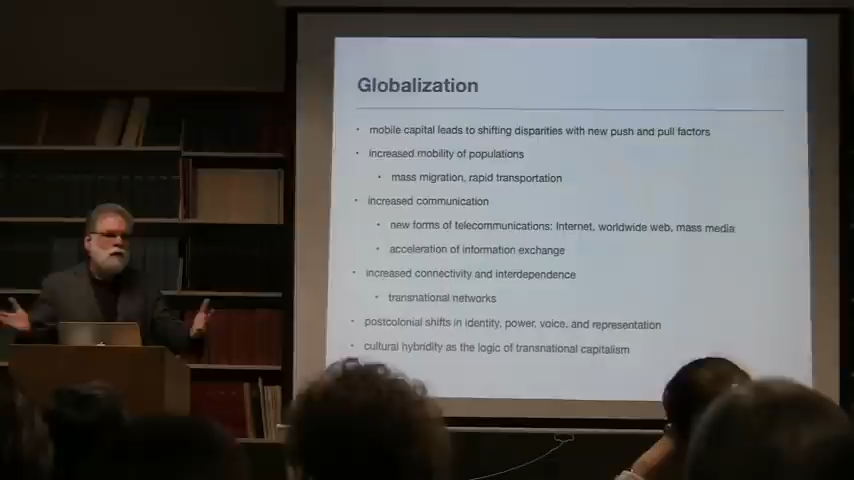 Globalization
• mobile capital leads to shifting disparities with new push and pull factors
• increased mobility of populations
• mass migration, rapid transportation
• increased communication
• new forms of telecommunications: Internet, worldwide web, mass media
• acceleration of information exchange
• increased connectivity and interdependence
• transnational networks
• postcolonial shifts in identity, power, voice, and representation
• cultural hybridity as the logic of transnational capitalism